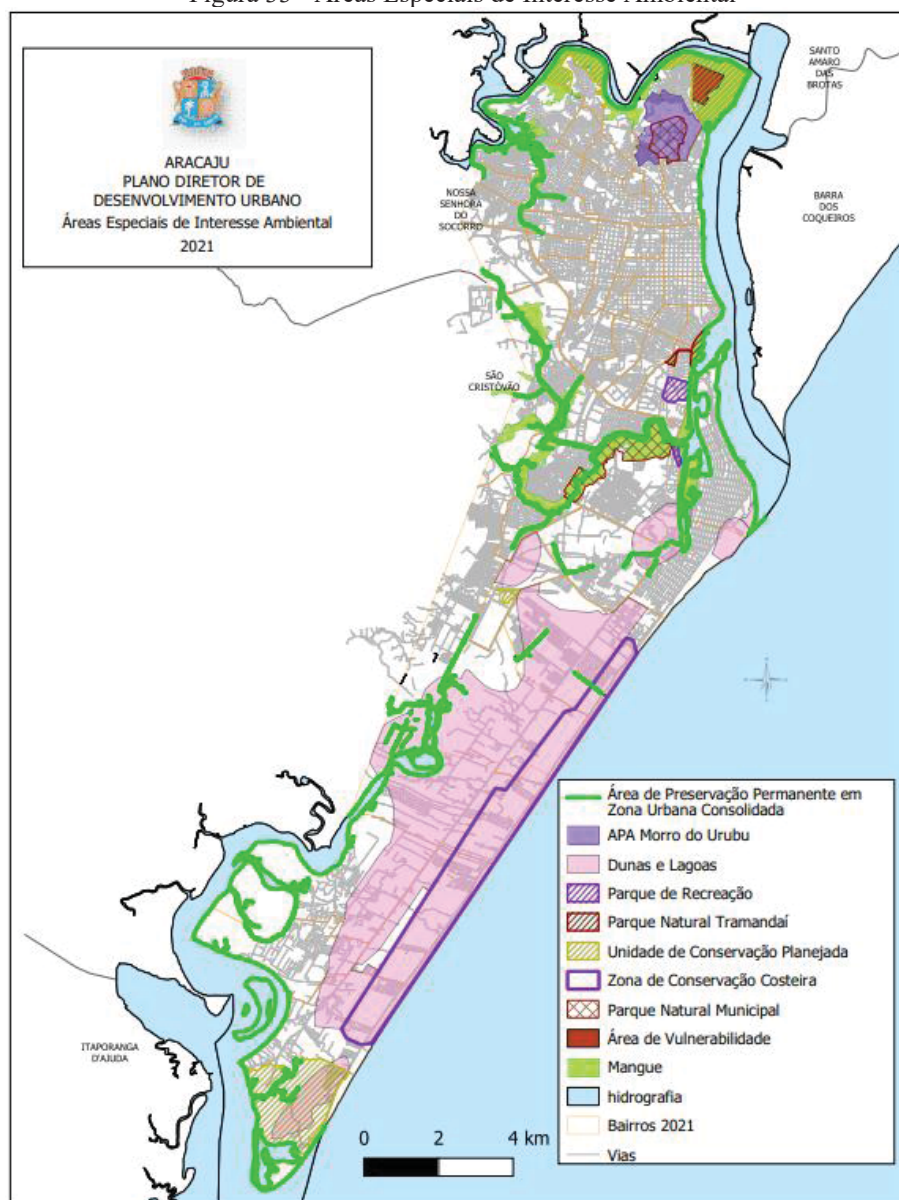 Figura 33 - Áreas Especiais de Interesse Ambiental
ARACAJU
PLANO DIRETOR DE
DESENVOLVIMENTO URBANO
Áreas Especiais de Interesse Ambiental
2021
SANTO
AMARO
DAS
BROTAS
NOSSA
SENHORA
DO
SOCORRO
BARRA
DOS
COQUEIROS
SÃO
CRISTÓVÃO
ITAPORANGA
D'AJUDA
Área de Preservação Permanente em
Zona Urbana Consolidada
APA Morro do Urubu
Dunas e Lagoas
Parque de Recreação
Parque Natural Tramandaí
Unidade de Conservação Planejada
Zona de Conservação Costeira
Parque Natural Municipal
Área de Vulnerabilidade
Mangue
hidrografia
Bairros 2021
Vias
0 2 4 km